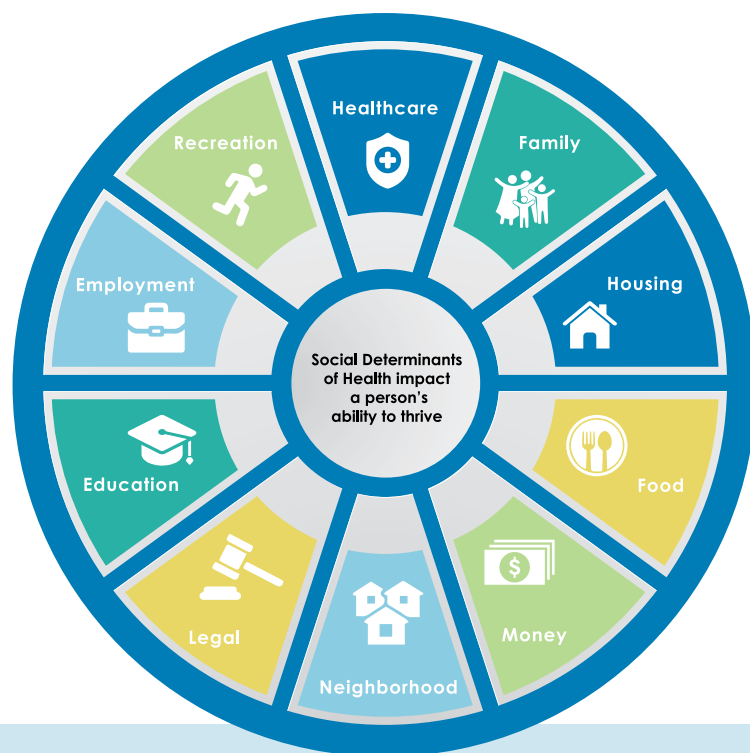 Healthcare
Family
Housing
Food
Money
Neighborhood
Legal
Education
Employment
Recreation
Social Determinants
of Health impact
a person's
ability to thrive
$